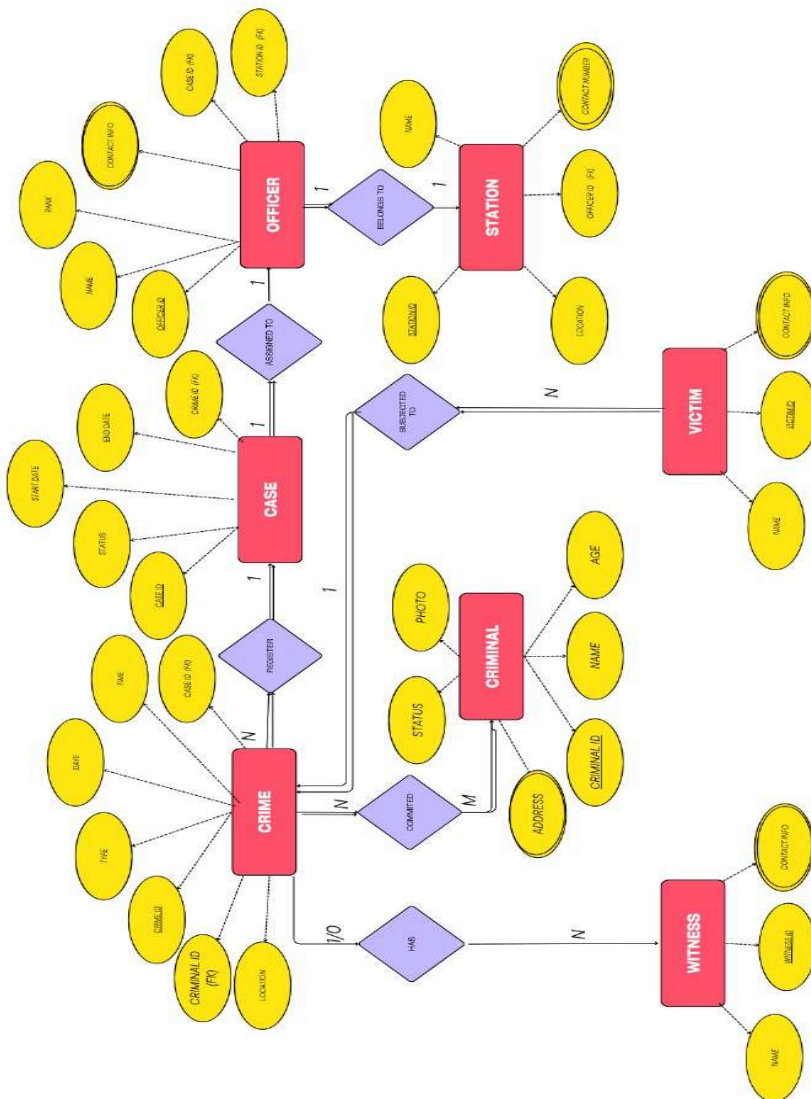 CRIMINAL ID
(FK)
CRIME ID
TYPE
DAYE
TIME
CASE ID (FK)
LOCATION
CRIME
N
REGISTER
1
CASE ID
STATUS
START DATE
END DATE
CRIME ID (FK)
CASE
1
ASSIGNED TO
1
OFFICER ID
NAME
RANK
CONTACT INFO
CASE ID (FK)
STATION ID (FK)
OFFICER
1
BELONGS TO
1
STATION ID
NAME
STATION
LOCATION
OFFICER ID (FK)
CONTACT NUMBER
1/0
HAS
N
WITNESS
NAME
WITNESS ID
CONTACT INFO
N
COMMITED
M
STATUS
PHOTO
CRIMINAL
ADDRESS
CRIMINAL ID
NAME
AGE
1
SUBJECTED
TO
N
VICTIM
NAME
VICTIM ID
CONTACT INFO